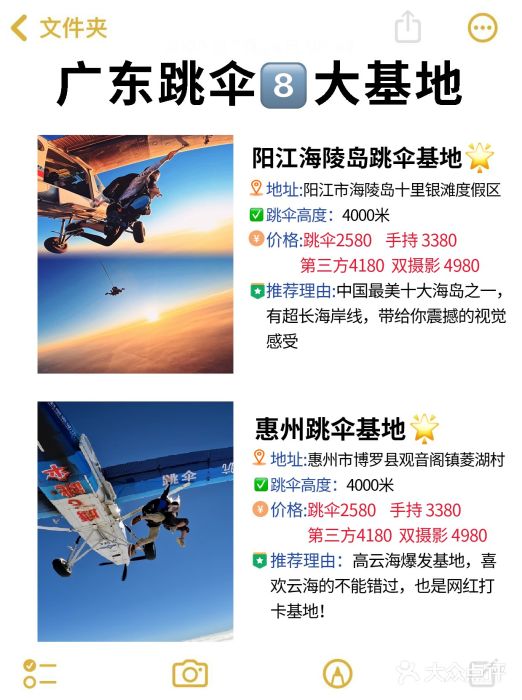 文件夹
广东跳伞8大基地
阳江海陵岛跳伞基地🌟
地址:阳江市海陵岛十里银滩度假区
跳伞高度：4000米
价格:跳伞2580 手持 3380
第三方4180 双摄影 4980
推荐理由:中国最美十大海岛之一，
有超长海岸线，带给你震撼的视觉
感受
惠州跳伞基地🌟
地址:惠州市博罗县观音阁镇菱湖村
跳伞高度：4000米
价格:跳伞2580 手持 3380
第三方4180 双摄影 4980
推荐理由：高云海爆发基地，喜
欢云海的不能错过，也是网红打
卡基地！
跳伞
大众点评